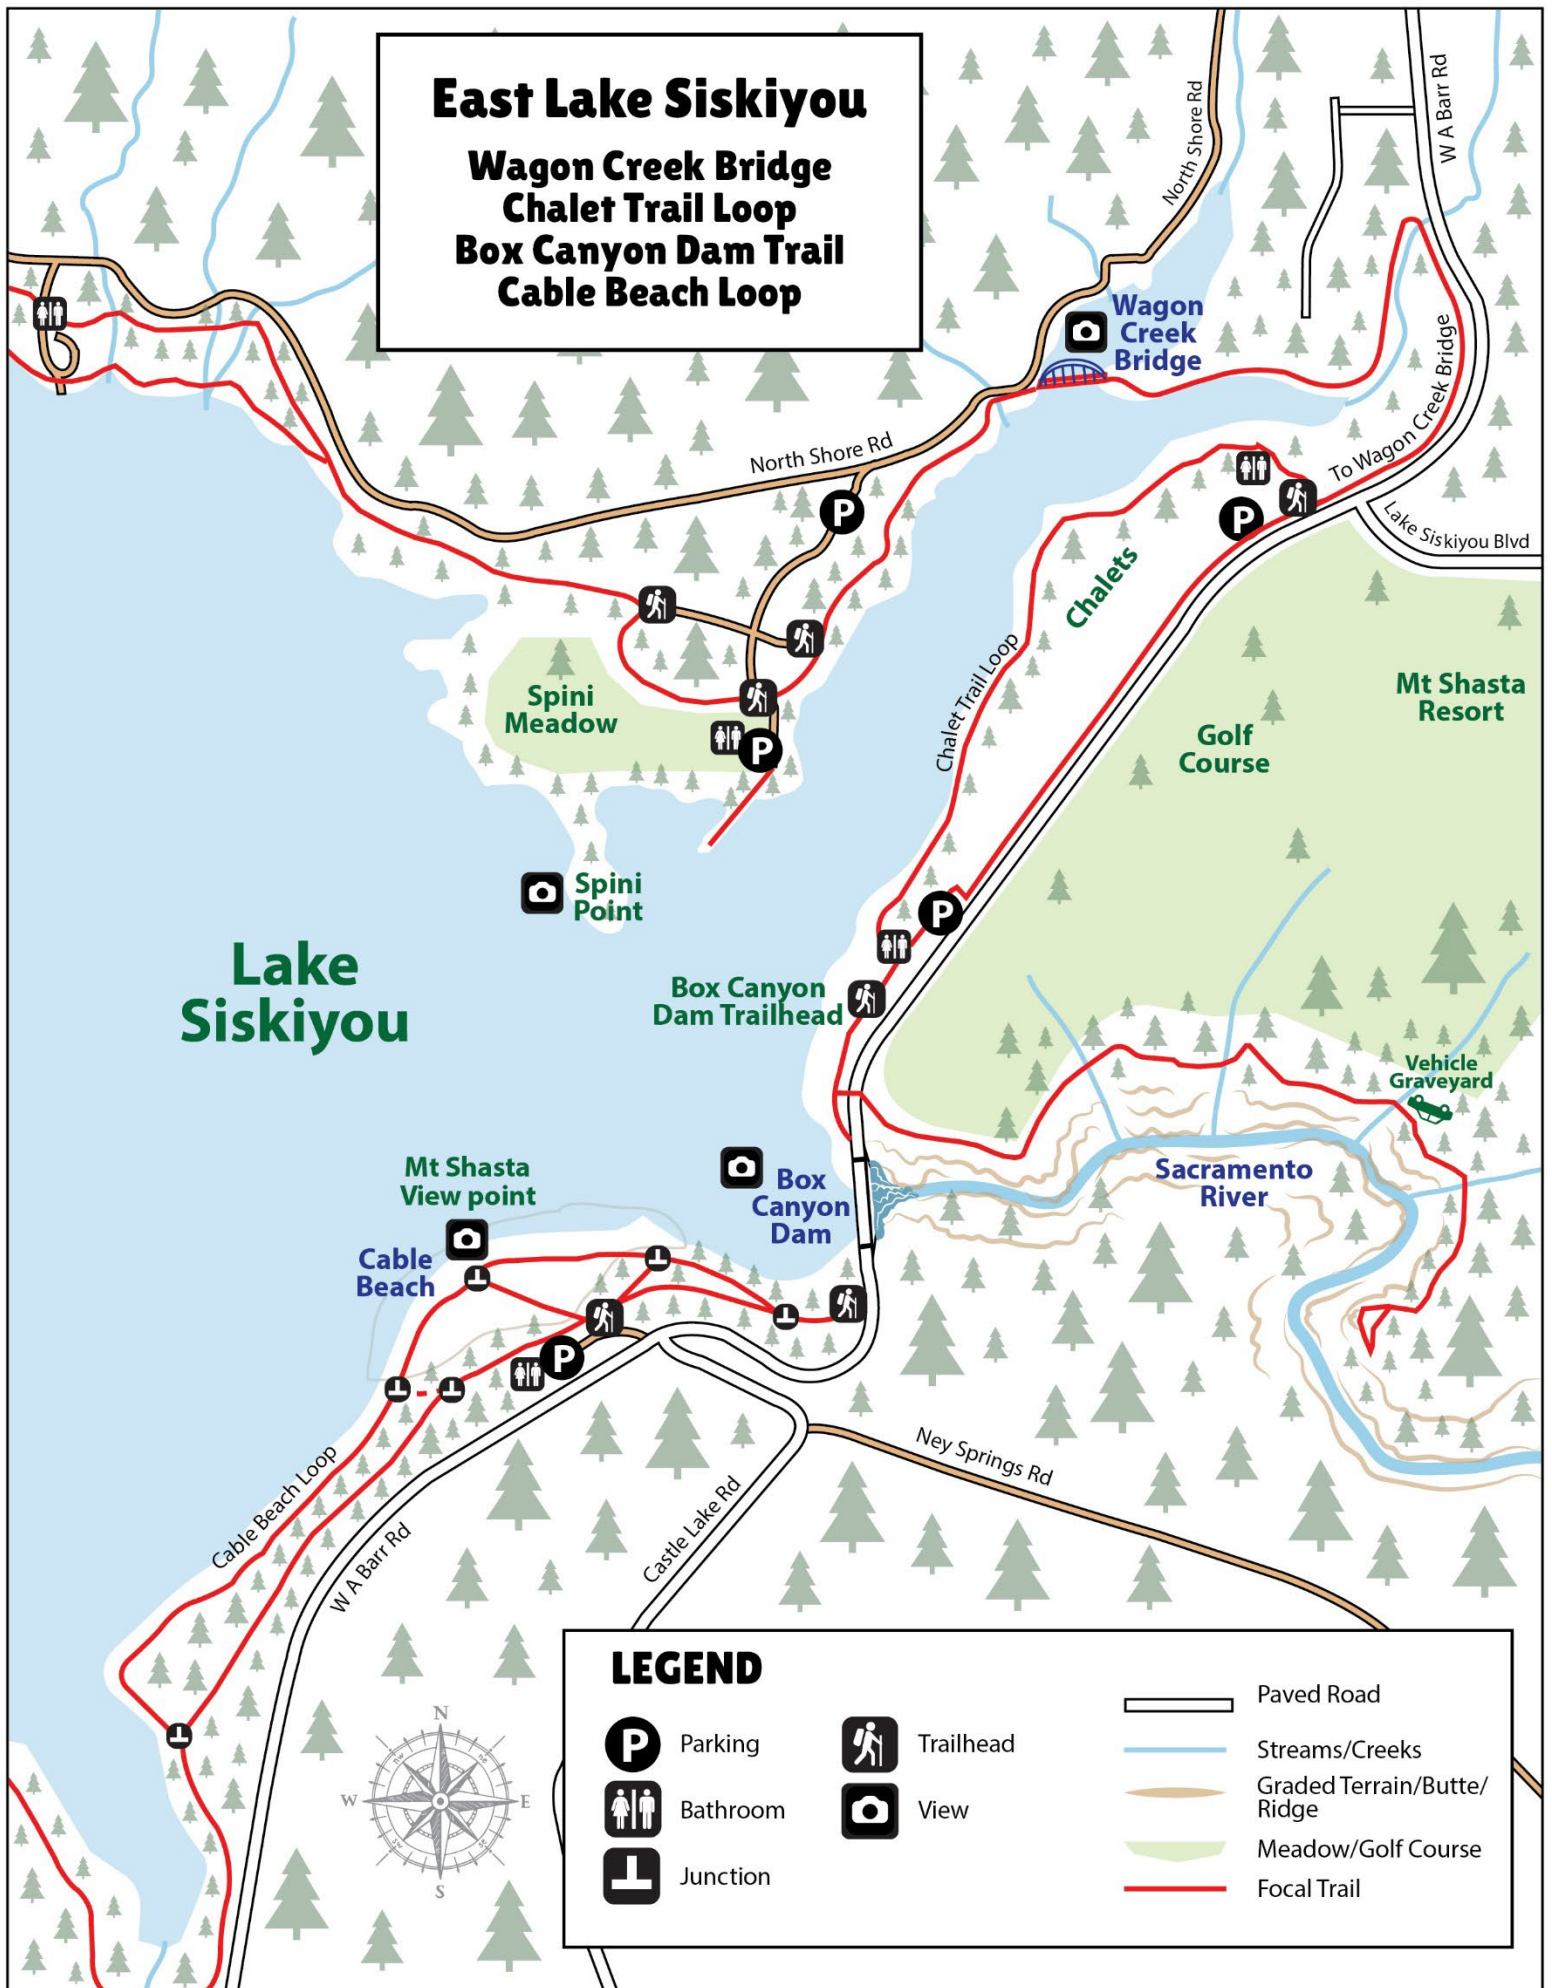 East Lake Siskiyou
Wagon Creek Bridge
Chalet Trail Loop
Box Canyon Dam Trail
Cable Beach Loop
North Shore Rd
W A Barr Rd
Wagon
Creek
Bridge
To Wagon Creek Bridge
North Shore Rd
P
P
Lake Siskiyou Blvd
Chalets
Chalet Trail Loop
Spini
Meadow
P
Mt Shasta
Resort
Golf
Course
Spini
Point
P
Lake
Siskiyou
Box Canyon
Dam Trailhead
Vehicle
Graveyard
Mt Shasta
View point
Box
Canyon
Dam
Sacramento
River
Cable
Beach
P
Cable Beach Loop
W A Barr Rd
Castle Lake Rd
Ney Springs Rd
N
nw
ne
W
E
sw
se
S
LEGEND
P
Parking
Bathroom
Junction
Trailhead
View
Paved Road
Streams/Creeks
Graded Terrain/Butte/
Ridge
Meadow/Golf Course
Focal Trail